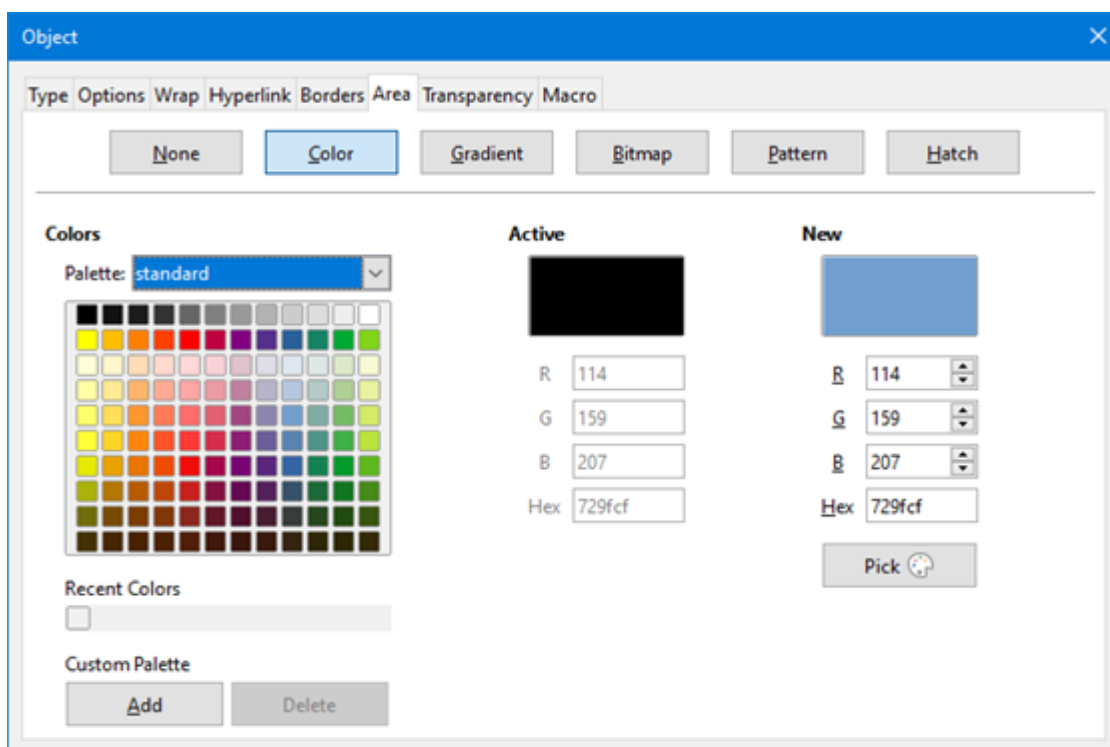 Object
Type Options Wrap Hyperlink Borders Area Transparency Macro
None Color Gradient Bitmap Pattern Hatch
Colors Active New
Palette: standard
R 114 R 114
G 159 G 159
B 207 B 207
Hex 729fcf Hex 729fcf
Pick
Recent Colors
Custom Palette
Add Delete